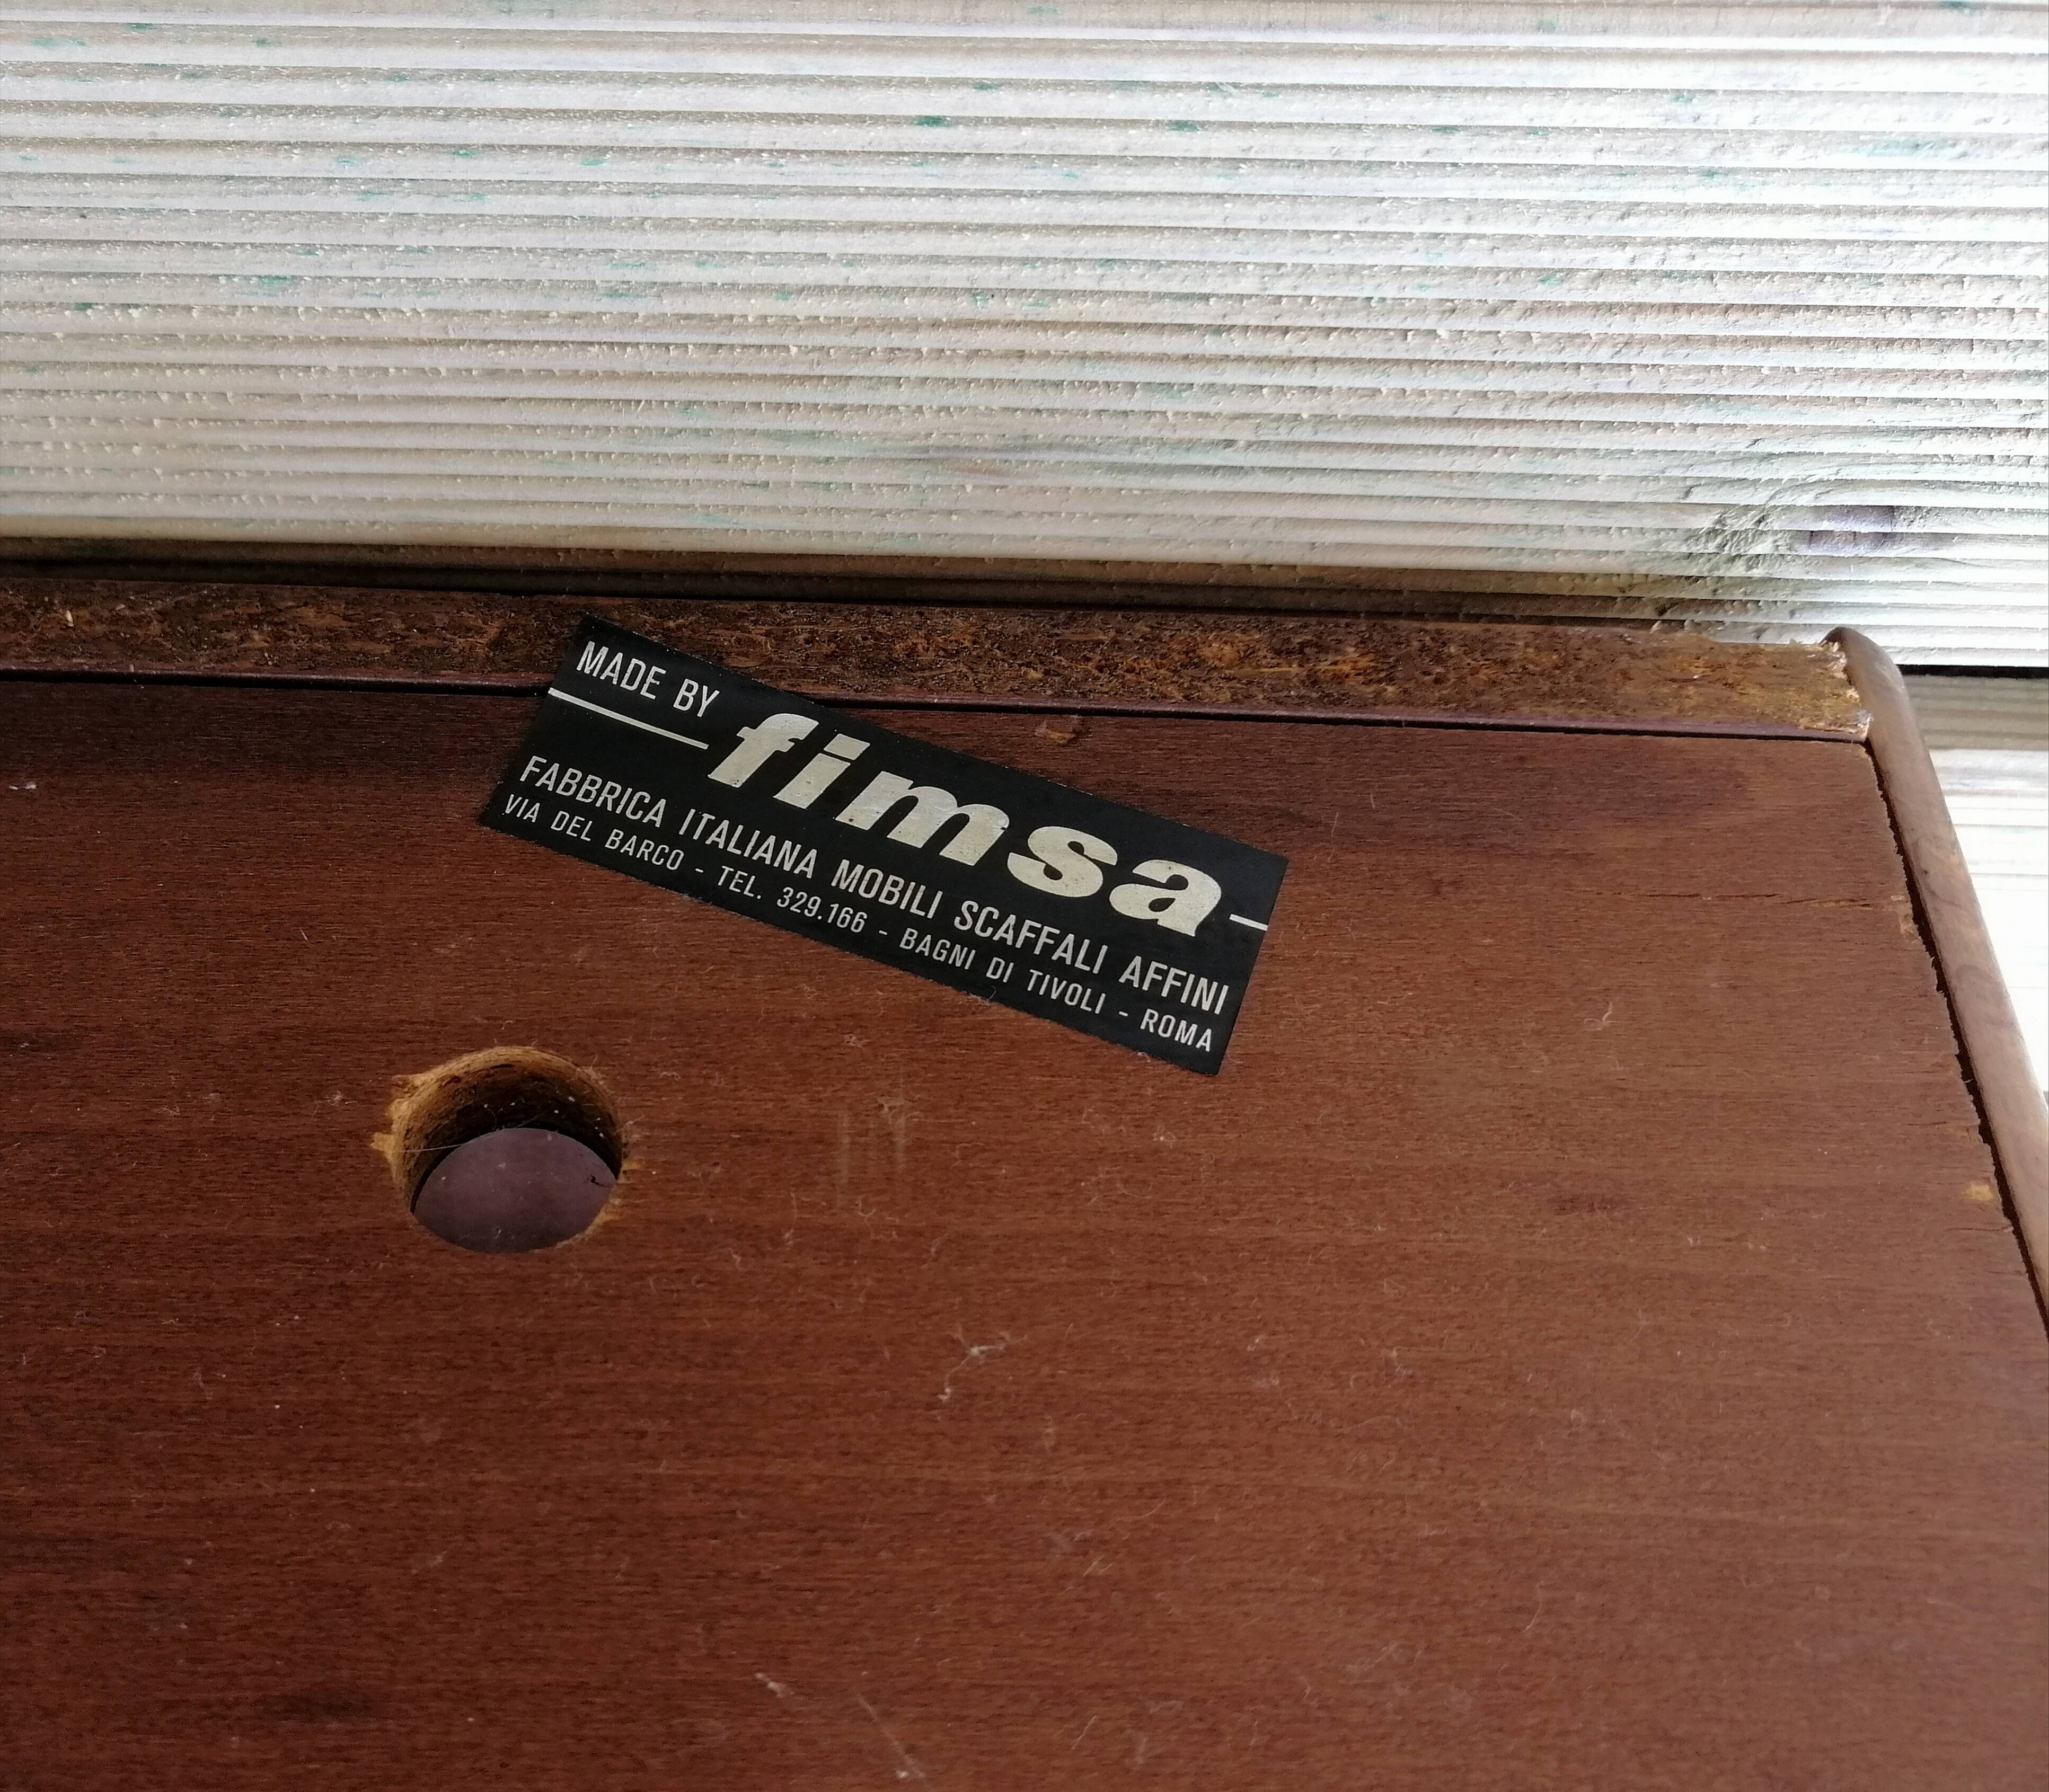 MADE BY
fimsa
FABBRICA ITALIANA MOBILI SCAFFALI AFFINI
VIA DEL BARCO - TEL. 329.166 - BAGNI DI TIVOLI - ROMA